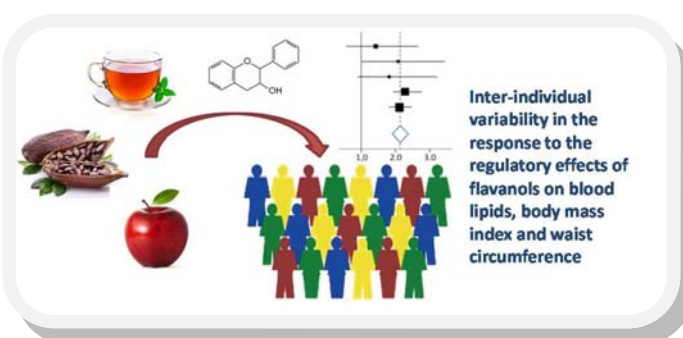 O
OH
1,0 2.0 3.0
Inter-individual
variability in the
response to the
regulatory effects of
flavanols on blood
lipids, body mass
index and waist
circumference